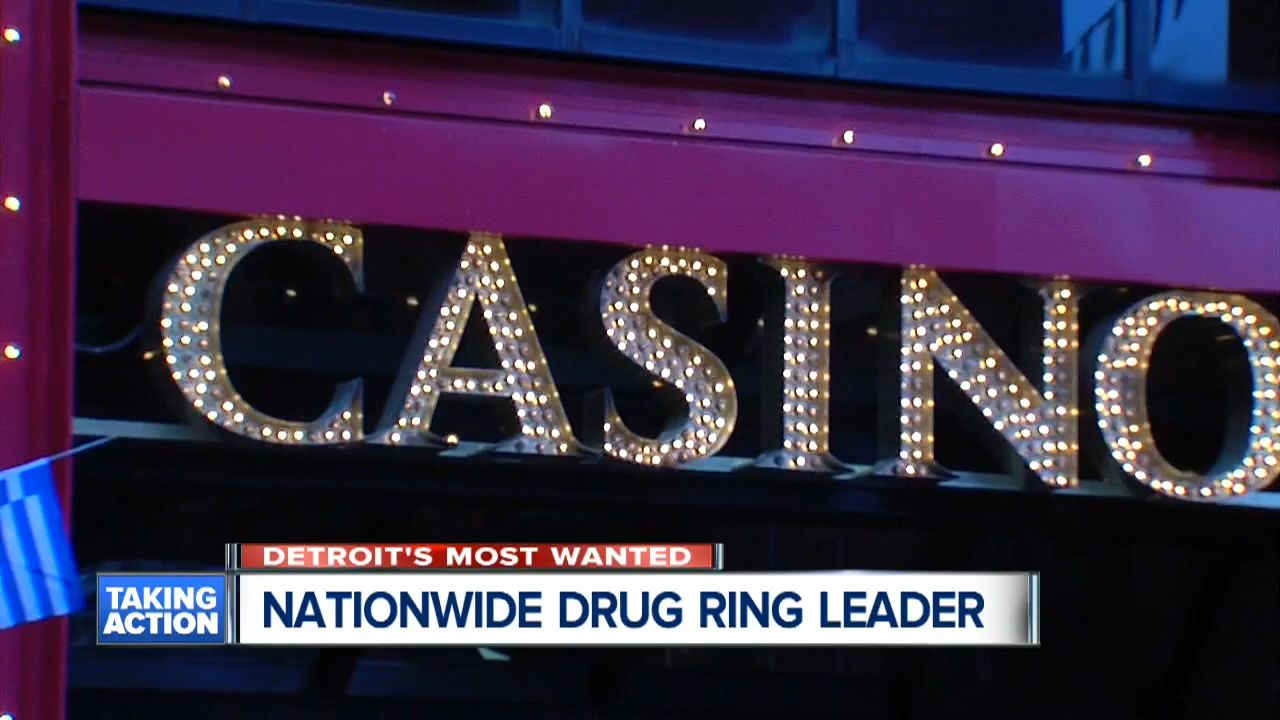 CASINO
DETROIT'S MOST WANTED
TAKING
ACTION
NATIONWIDE DRUG RING LEADER